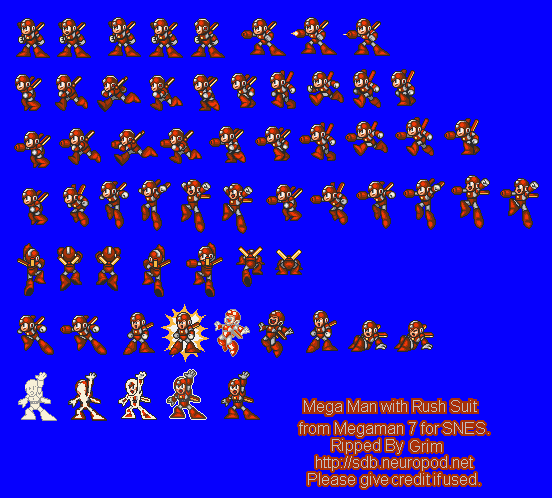 Mega Man with Rush Suit
from Megaman 7 for SNES.
Ripped By Grim
http://sdb.neuropod.net
Please give credit if used.